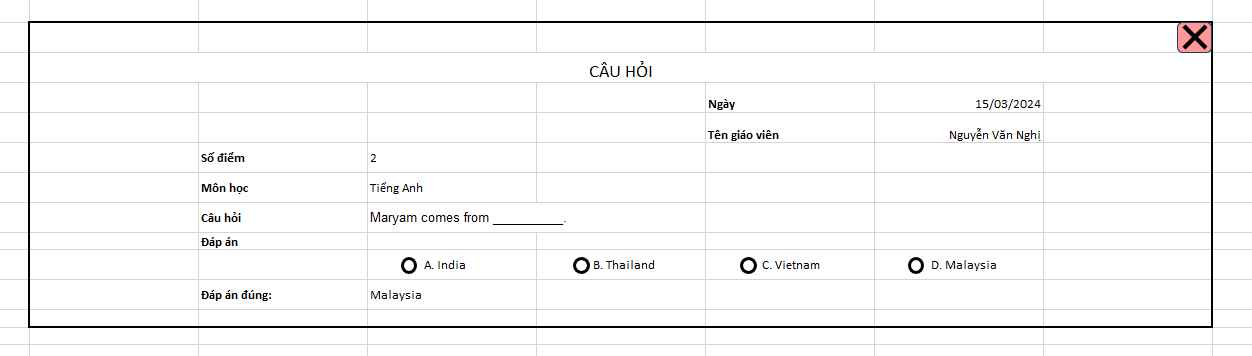 CÂU HỎI
Ngày 15/03/2024
Tên giáo viên Nguyễn Văn Nghị
Số điểm 2
Môn học Tiếng Anh
Câu hỏi Maryam comes from __________.
Đáp án
A. India B. Thailand C. Vietnam D. Malaysia
Đáp án đúng: Malaysia